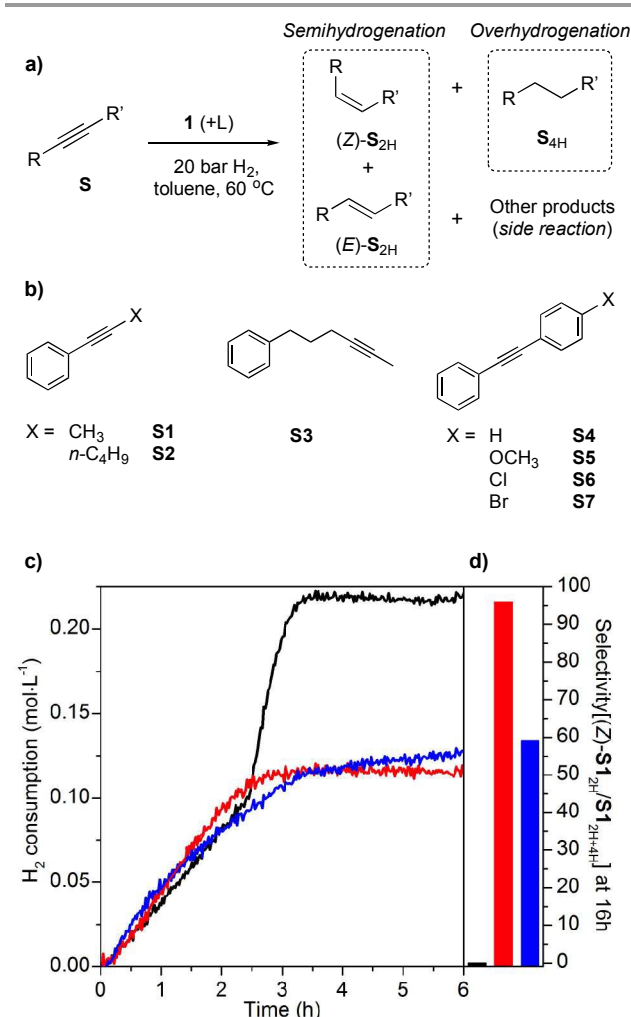 Semihydrogenation Overhydrogenation
a)
R
R'
S
1 (+L)
20 bar H₂,
toluene, 60 °C
R
R'
(Z)-S₂H
+
R
R'
(E)-S₂H
+
R
R'
S₄H
+
Other products
(side reaction)
b)
X
X = CH₃ S1
n-C₄H₉ S2
S3
X
X = H S4
OCH₃ S5
Cl S6
Br S7
c)
H₂ consumption (mol·L⁻¹)
0.20
0.15
0.10
0.05
0.00
0 1 2 3 4 5 6
Time (h)
d)
100
90
80
70
60
50
40
30
20
10
0
Selectivity[(Z)-S1₂H/S1₂H+4H] at 16h